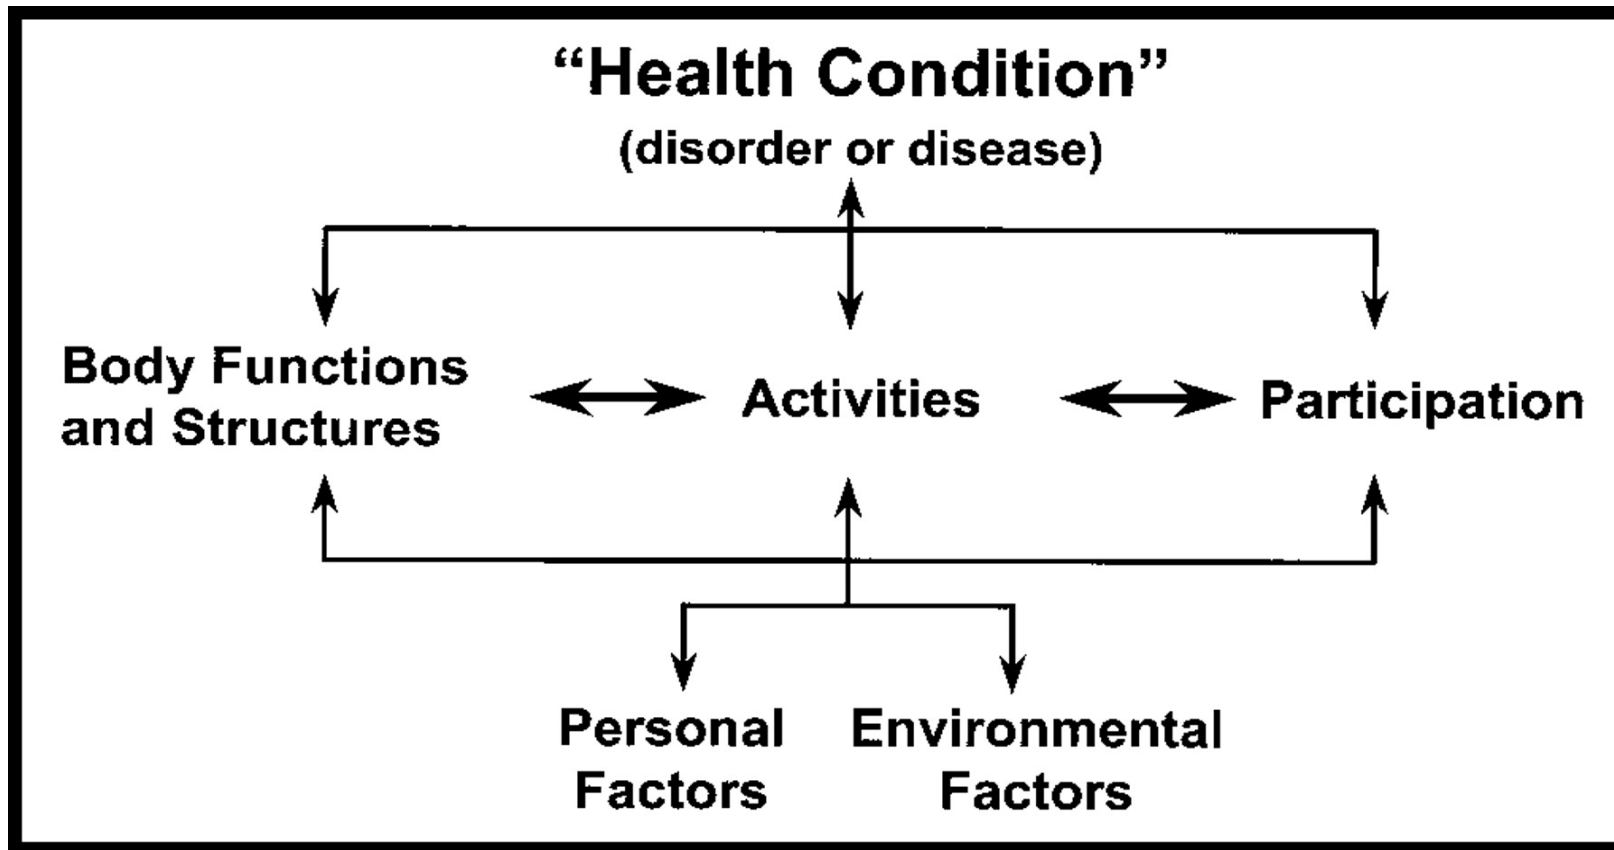 “Health Condition”
(disorder or disease)
Body Functions
and Structures
Activities
Participation
Personal
Factors
Environmental
Factors